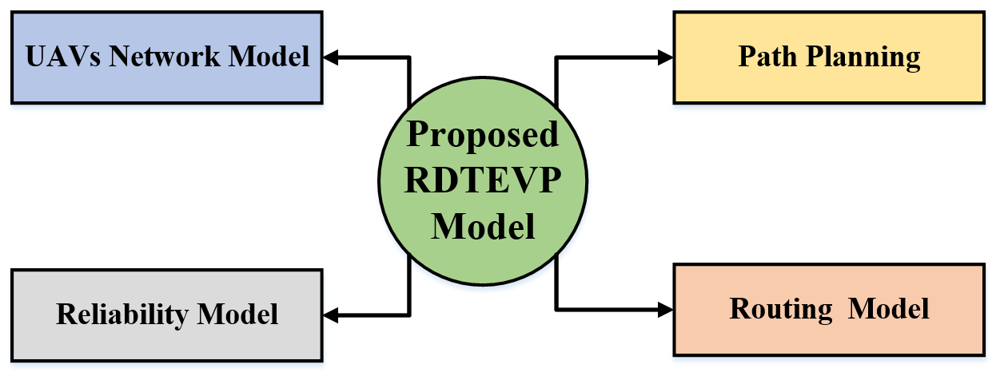 UAVs Network Model
Path Planning
Proposed
RDTEVP
Model
Reliability Model
Routing  Model